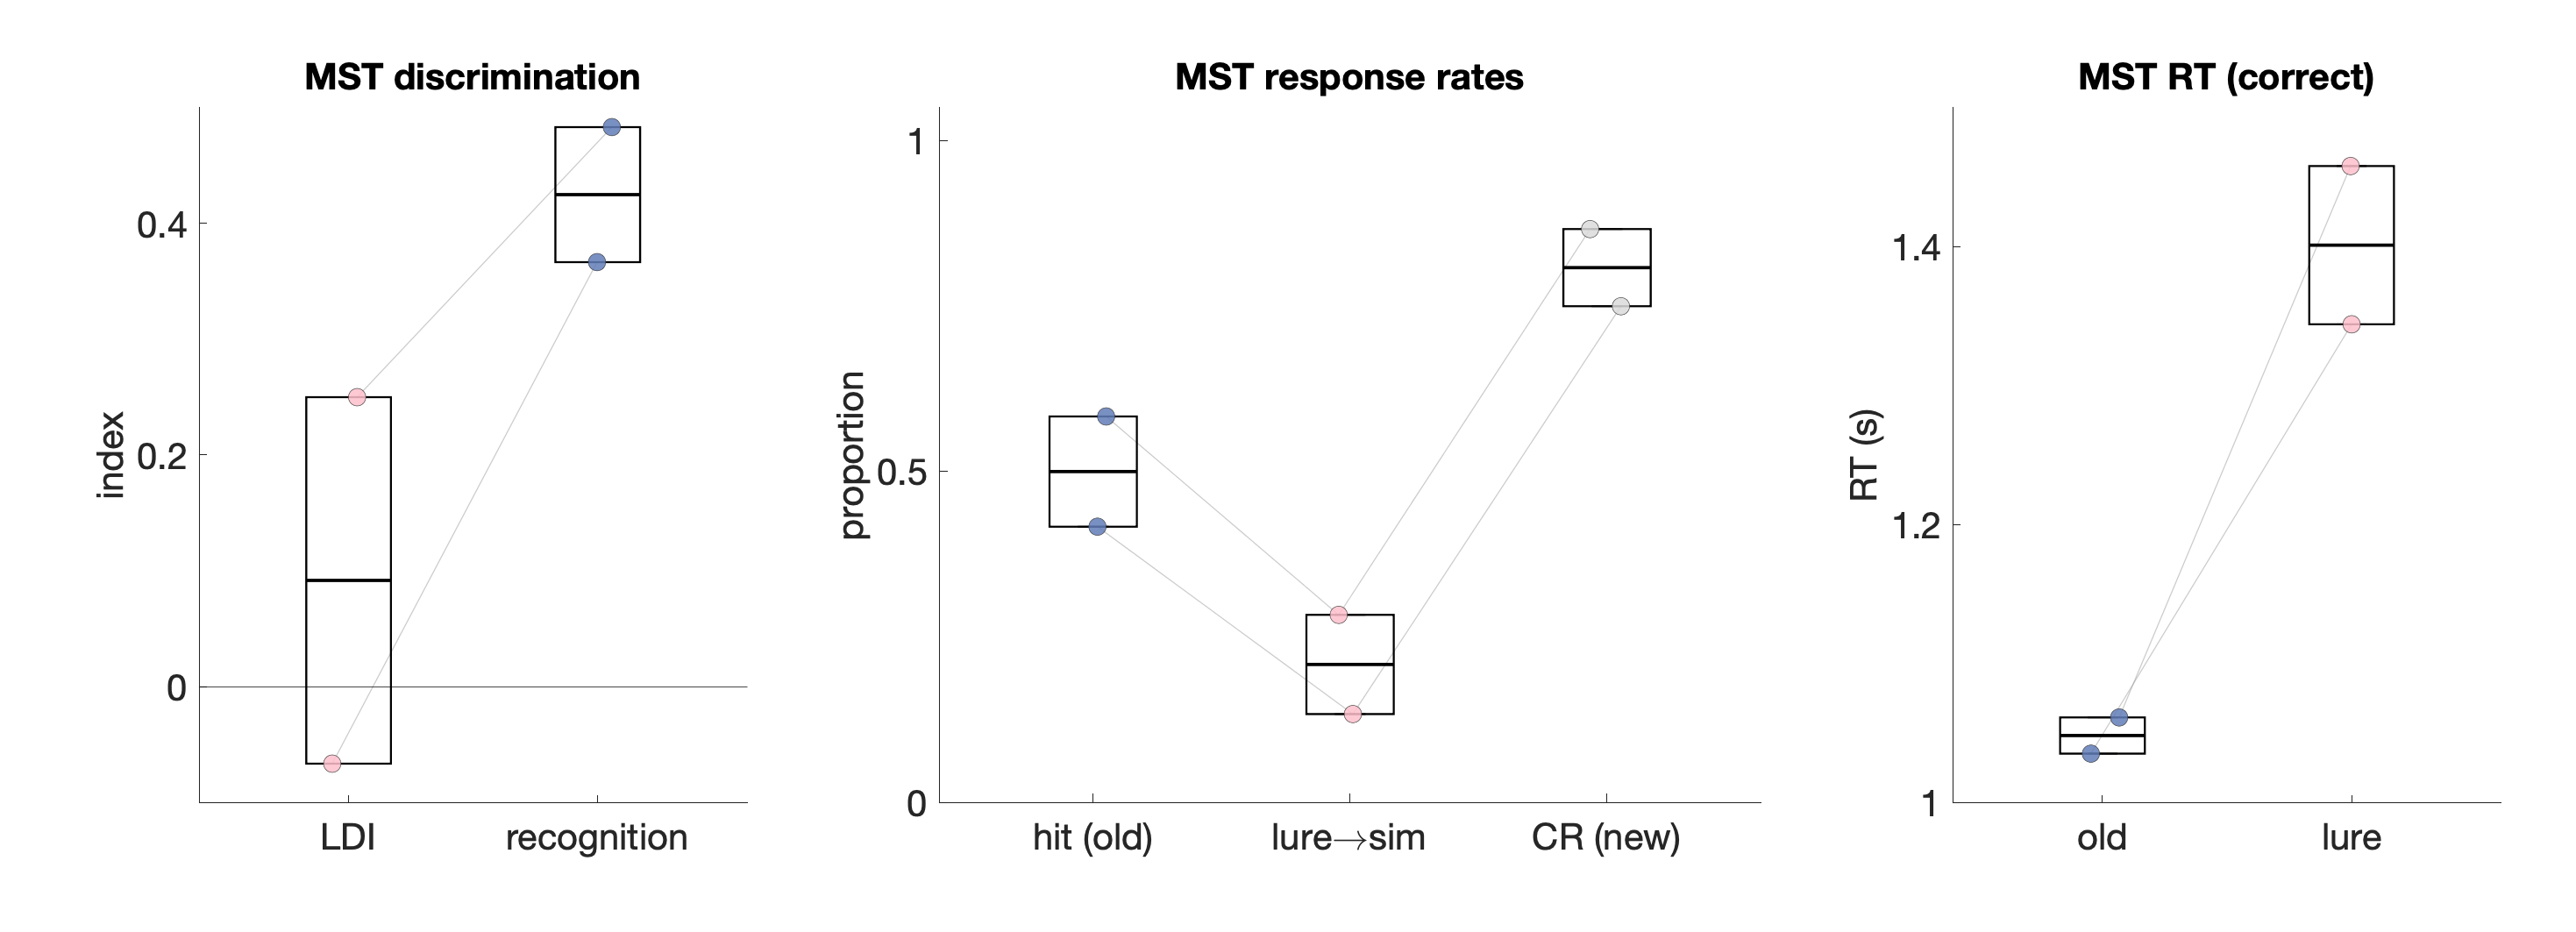 MST discrimination
index
0.4
0.2
0
LDI recognition
MST response rates
proportion
1
0.5
0
hit (old) lure→sim CR (new)
MST RT (correct)
RT (s)
1.4
1.2
1
old lure